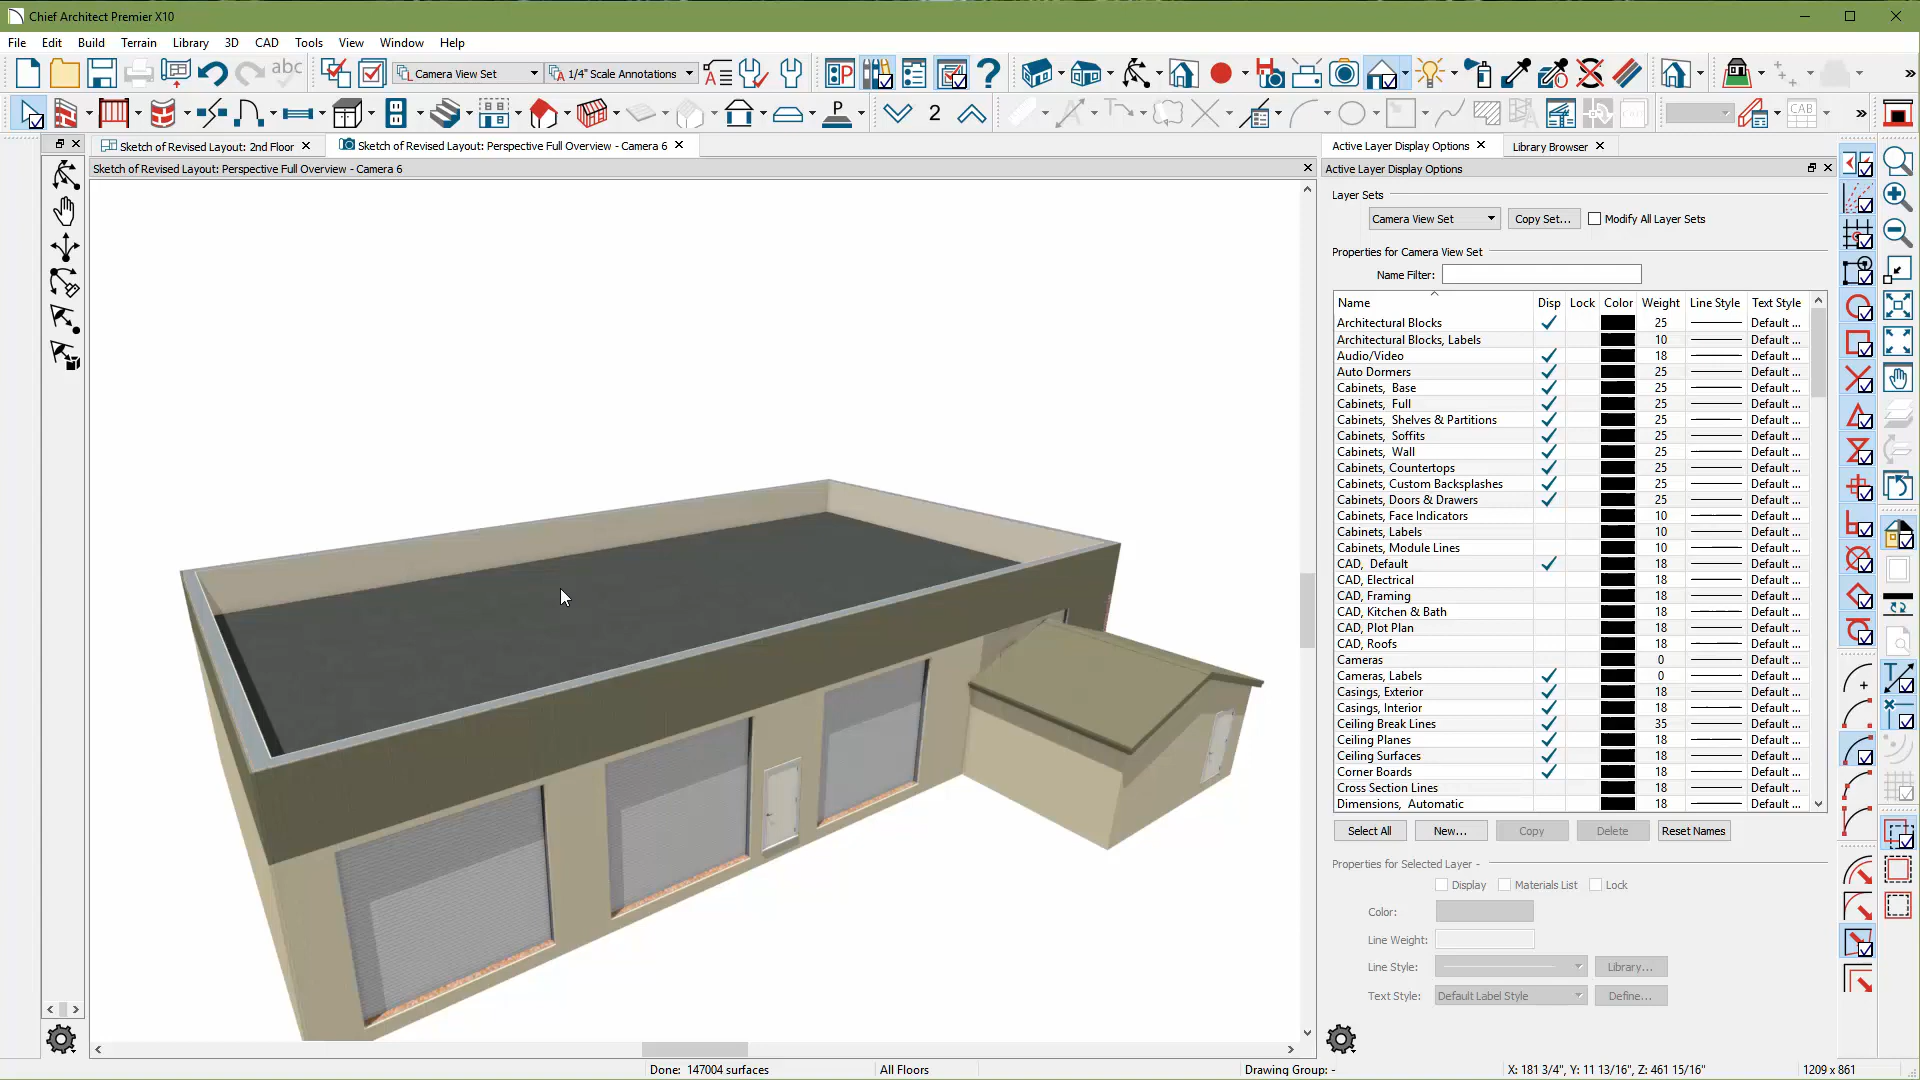 Chief Architect Premier X10
File Edit Build Terrain Library 3D CAD Tools View Window Help
abc Camera View Set 1/4" Scale Annotations
P 2 CAB
Sketch of Revised Layout: 2nd Floor Sketch of Revised Layout: Perspective Full Overview - Camera 6 Active Layer Display Options Library Browser
Sketch of Revised Layout: Perspective Full Overview - Camera 6 Active Layer Display Options
Layer Sets
Camera View Set Copy Set... Modify All Layer Sets
Properties for Camera View Set
Name Filter:
Name Disp Lock Color Weight Line Style Text Style
Architectural Blocks 25 Default ...
Architectural Blocks, Labels 10 Default ...
Audio/Video 18 Default ...
Auto Dormers 25 Default ...
Cabinets, Base 25 Default ...
Cabinets, Full 25 Default ...
Cabinets, Shelves & Partitions 25 Default ...
Cabinets, Soffits 25 Default ...
Cabinets, Wall 25 Default ...
Cabinets, Countertops 25 Default ...
Cabinets, Custom Backsplashes 25 Default ...
Cabinets, Doors & Drawers 25 Default ...
Cabinets, Face Indicators 10 Default ...
Cabinets, Labels 10 Default ...
Cabinets, Module Lines 10 Default ...
CAD, Default 18 Default ...
CAD, Electrical 18 Default ...
CAD, Framing 18 Default ...
CAD, Kitchen & Bath 18 Default ...
CAD, Plot Plan 18 Default ...
CAD, Roofs 18 Default ...
Cameras 0 Default ...
Cameras, Labels 0 Default ...
Casings, Exterior 18 Default ...
Casings, Interior 18 Default ...
Ceiling Break Lines 35 Default ...
Ceiling Planes 18 Default ...
Ceiling Surfaces 18 Default ...
Corner Boards 18 Default ...
Cross Section Lines 18 Default ...
Dimensions, Automatic 18 Default ...
Select All New... Copy Delete Reset Names
Properties for Selected Layer -
Display Materials List Lock
Color:
Line Weight:
Line Style: Library...
Text Style: Default Label Style Define...
Done: 147004 surfaces All Floors Drawing Group: - X: 181 3/4", Y: 11 13/16", Z: 461 15/16" 1209 x 861